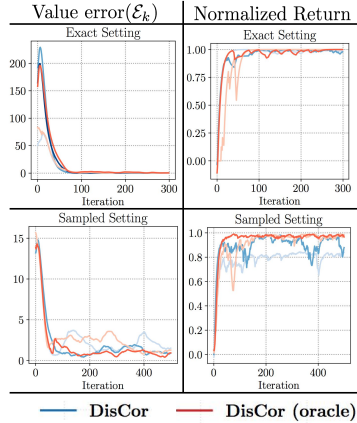 Value error(𝓔ₖ) Normalized Return
Exact Setting Exact Setting
200
150
100
50
0
0 100 200 300
Iteration
1.00
0.75
0.50
0.25
0.00
0 100 200 300
Iteration
Sampled Setting Sampled Setting
15
10
5
0
0 200 400
Iteration
1.0
0.8
0.6
0.4
0.2
0.0
0 200 400
Iteration
DisCor DisCor (oracle)